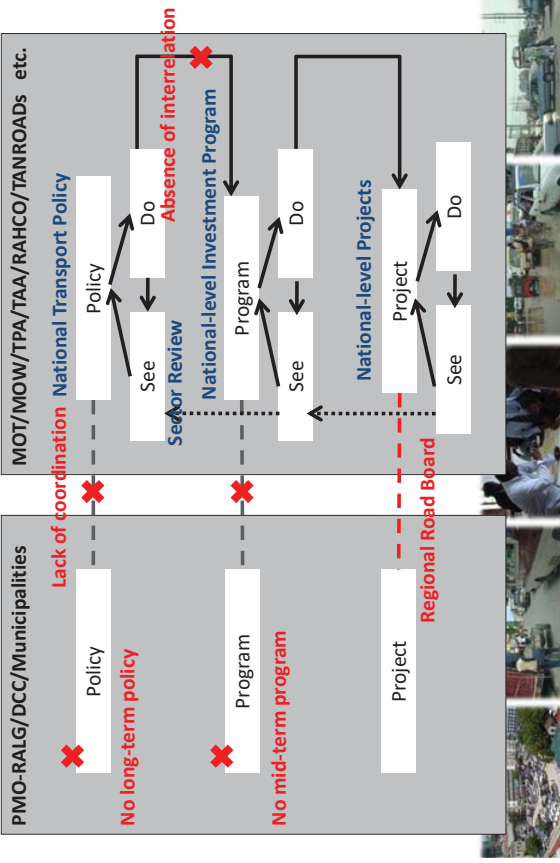 PMO-RALG/DCC/Municipalities
Policy
No long-term policy
Program
No mid-term program
Project
Lack of coordination
Regional Road Board
MOT/MOW/TPA/TAA/RAHCO/TANROADs etc.
National Transport Policy
Policy
See
Do
Sector Review
Absence of interrelation
National-level Investment Program
Program
See
Do
National-level Projects
Project
See
Do